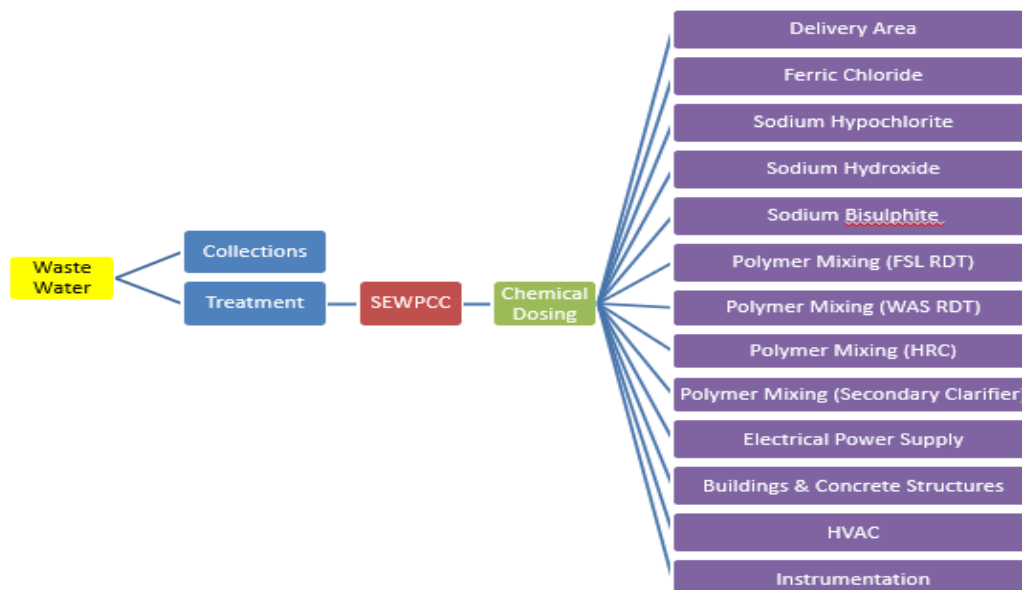 Waste
Water
Collections
Treatment
SEWPCC
Chemical
Dosing
Delivery Area
Ferric Chloride
Sodium Hypochlorite
Sodium Hydroxide
Sodium Bisulphite
Polymer Mixing (FSL RDT)
Polymer Mixing (WAS RDT)
Polymer Mixing (HRC)
Polymer Mixing (Secondary Clarifier)
Electrical Power Supply
Buildings & Concrete Structures
HVAC
Instrumentation